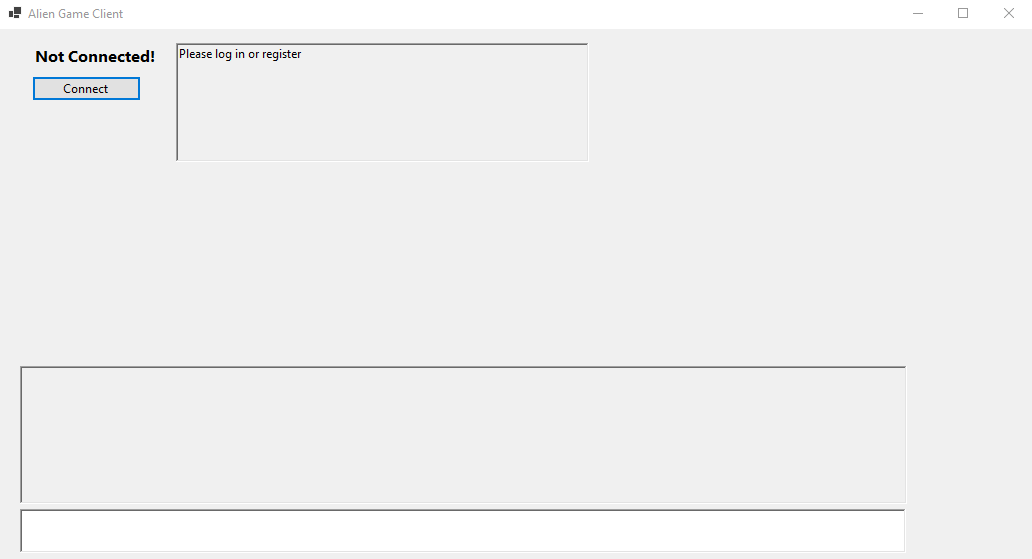 Alien Game Client
Not Connected!
Please log in or register
Connect